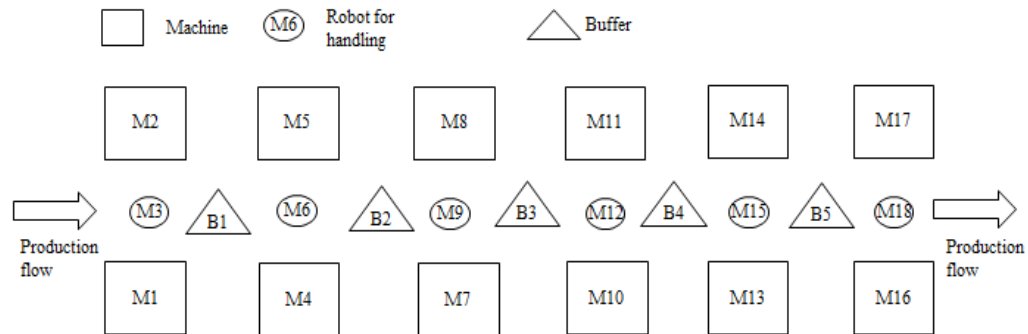 Machine
M6
Robot for
handling
Buffer
M2
M5
M8
M11
M14
M17
M3
B1
M6
B2
M9
B3
M12
B4
M15
B5
M18
Production
flow
Production
flow
M1
M4
M7
M10
M13
M16